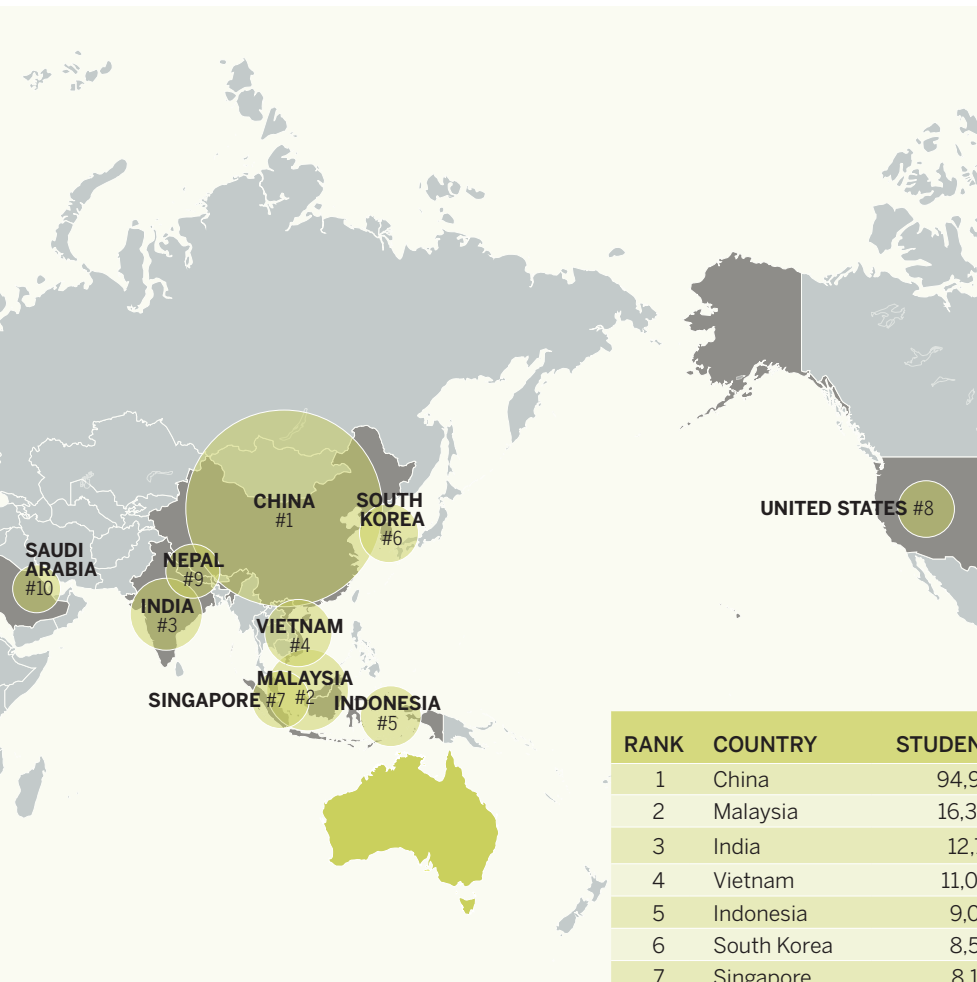 CHINA
#1
SOUTH
KOREA
#6
UNITED STATES #8
SAUDI
ARABIA
#10
NEPAL
#9
INDIA
#3
VIETNAM
#4
MALAYSIA
#2
SINGAPORE #7
INDONESIA
#5
RANK COUNTRY
1 China
2 Malaysia
3 India
4 Vietnam
5 Indonesia
6 South Korea
7 Singapore